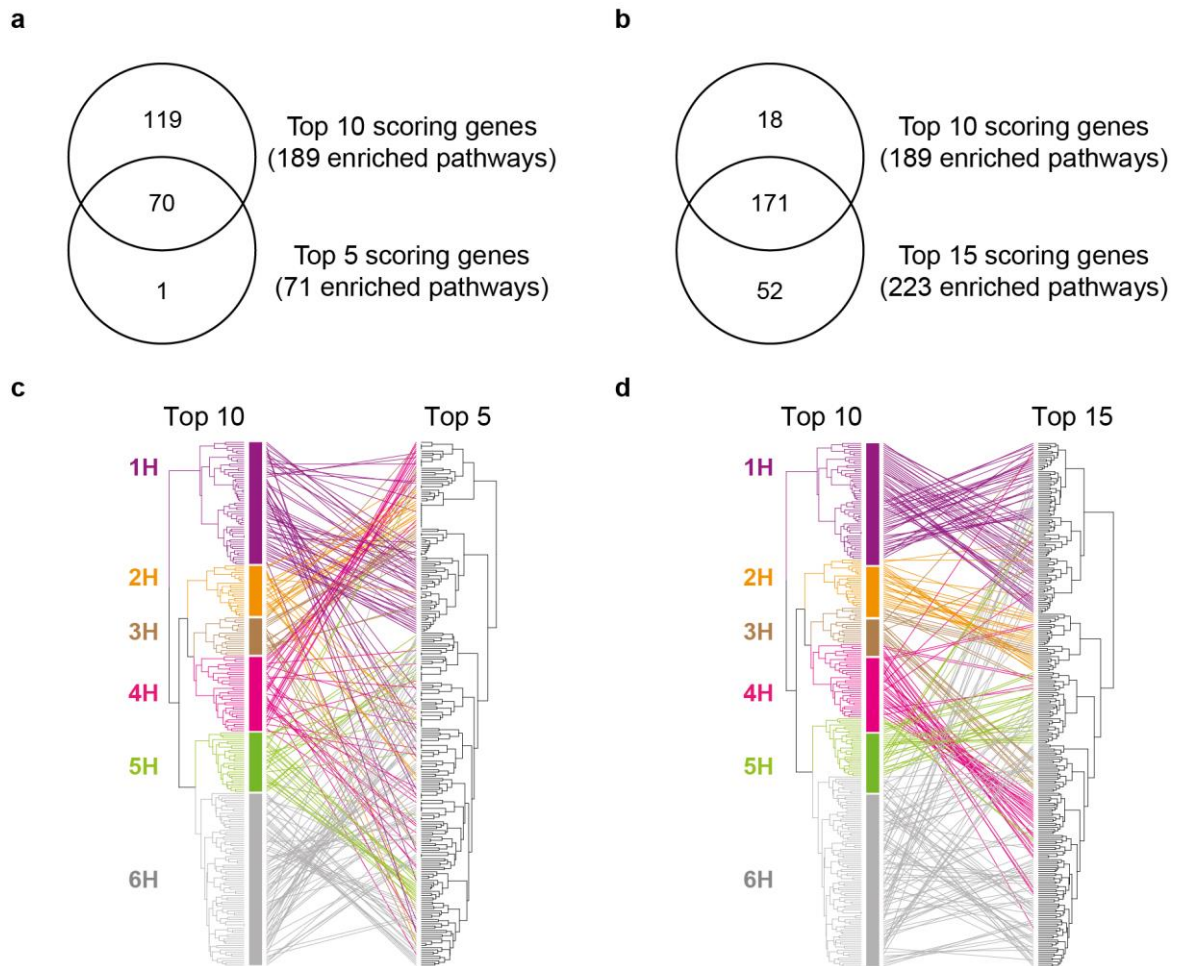 a
119
Top 10 scoring genes
(189 enriched pathways)
70
Top 5 scoring genes
(71 enriched pathways)
1
b
18
Top 10 scoring genes
(189 enriched pathways)
171
Top 15 scoring genes
(223 enriched pathways)
52
c
Top 10
Top 5
1H
2H
3H
4H
5H
6H
d
Top 10
Top 15
1H
2H
3H
4H
5H
6H